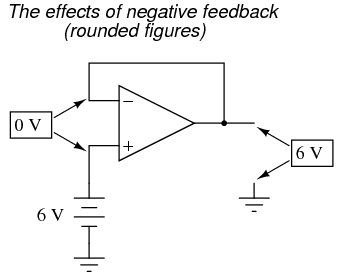 The effects of negative feedback
(rounded figures)
−
0 V
+
6 V
6 V